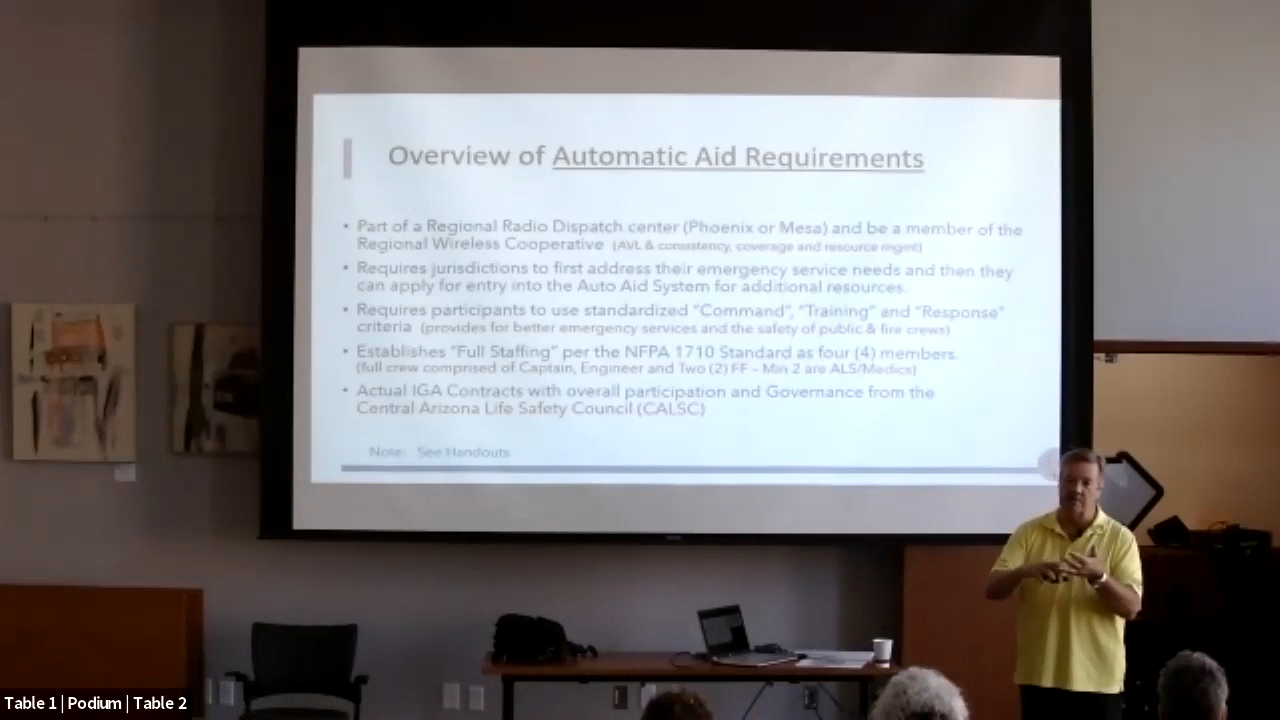 Overview of Automatic Aid Requirements
• Part of a Regional Radio Dispatch center (Phoenix or Mesa) and be a member of the
Regional Wireless Cooperative (AVL & consistency, coverage and resource mgmt)
• Requires jurisdictions to first address their emergency service needs and then they
can apply for entry into the Auto Aid System for additional resources.
• Requires participants to use standardized "Command", "Training" and "Response"
criteria (provides for better emergency services and the safety of public & fire crews)
• Establishes "Full Staffing" per the NFPA 1710 Standard as four (4) members.
(full crew comprised of Captain, Engineer and Two (2) FF - Min 2 are ALS/Medics)
• Actual IGA Contracts with overall participation and Governance from the
Central Arizona Life Safety Council (CALSC)
Note: See Handouts
Table 1 | Podium | Table 2